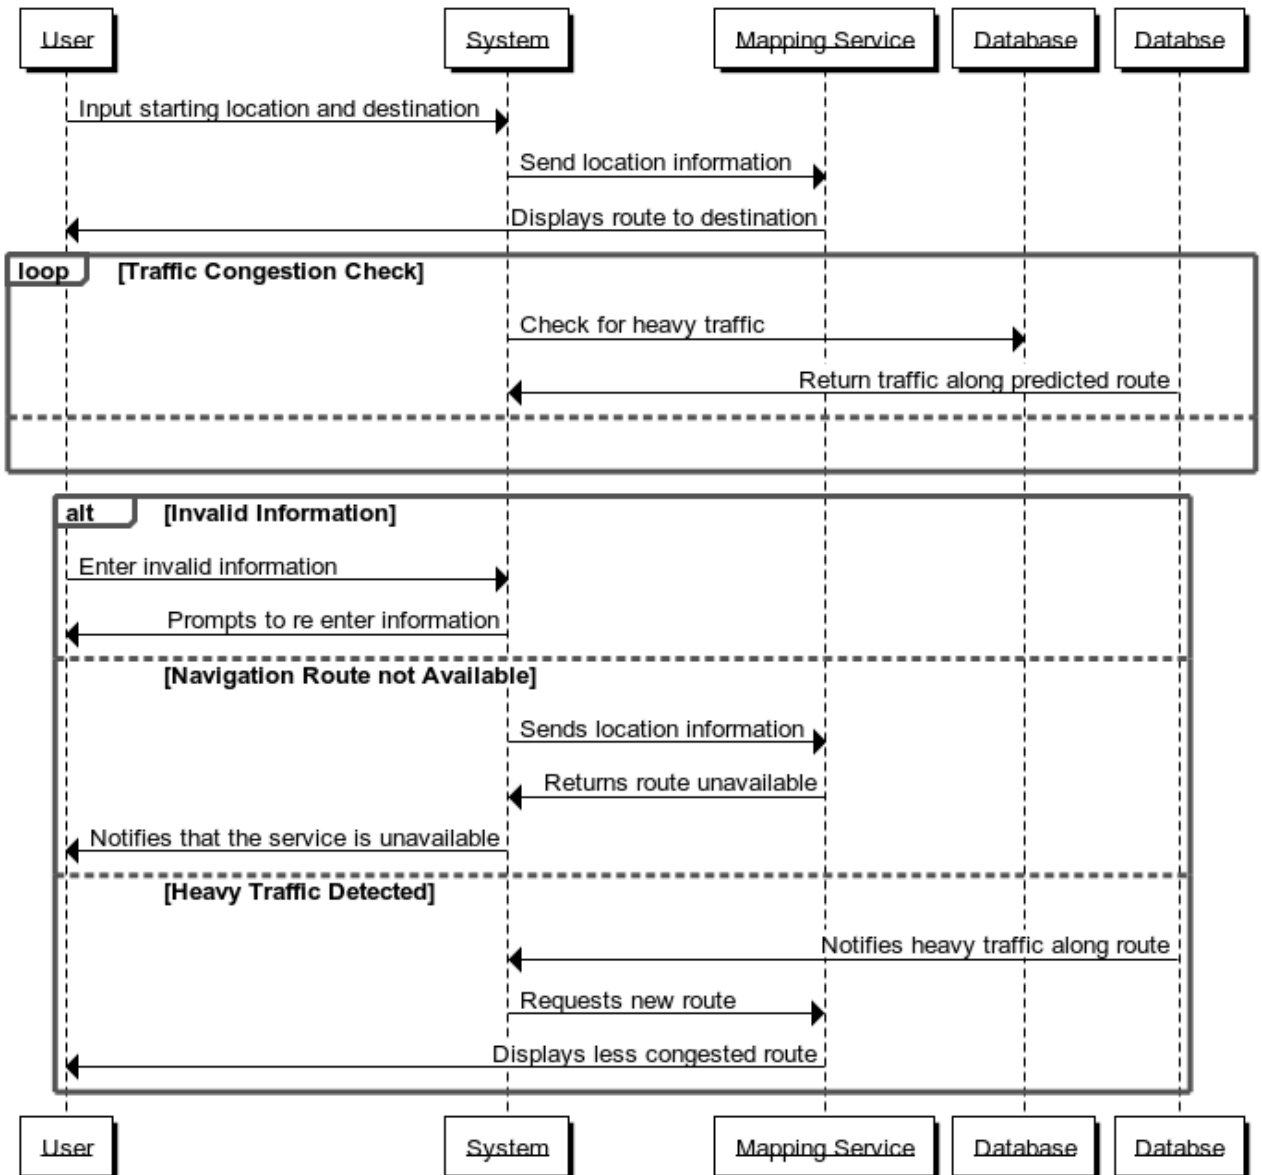 User System Mapping Service Database Databse
Input starting location and destination
Send location information
Displays route to destination
loop [Traffic Congestion Check]
Check for heavy traffic
Return traffic along predicted route
alt [Invalid Information]
Enter invalid information
Prompts to re enter information
[Navigation Route not Available]
Sends location information
Returns route unavailable
Notifies that the service is unavailable
[Heavy Traffic Detected]
Notifies heavy traffic along route
Requests new route
Displays less congested route
User System Mapping Service Database Databse